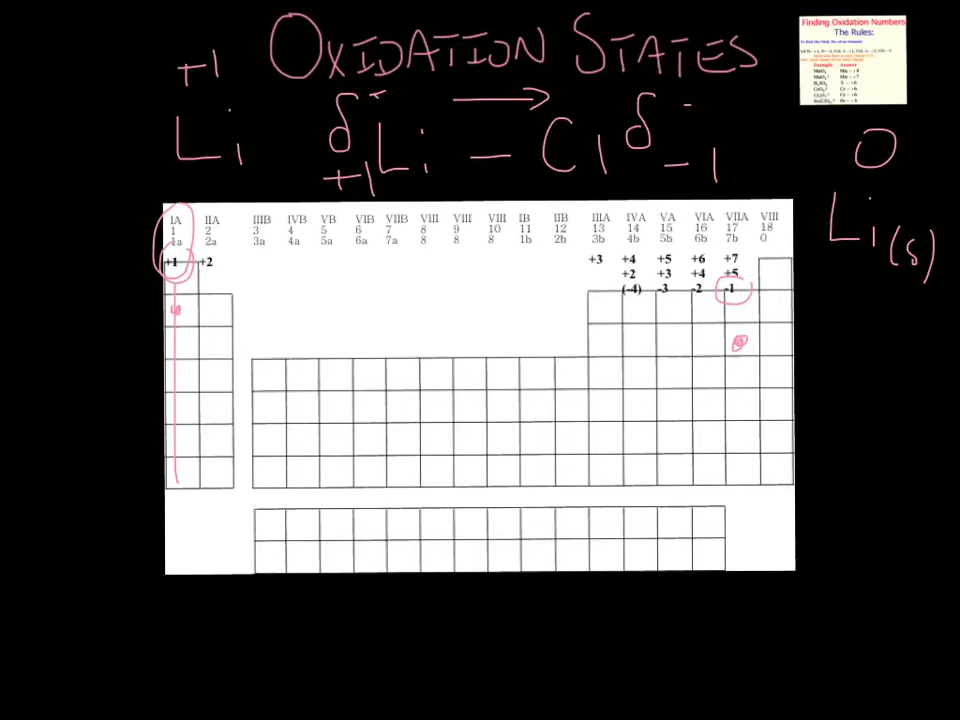 OXIDATION STATES
+1
Li
δ+ Li – Cl δ-
+1
-1
0
Li(s)
Finding Oxidation Numbers
The Rules:
Example Answer
IA IIA IIIB IVB VB VIB VIIB VIII VIII VIII IB IIB IIIA IVA VA VIA VIIA VIII
1 2 3 4 5 6 7 8 9 10 11 12 13 14 15 16 17 18
1a 2a 3a 4a 5a 6a 7a 8 8 8 1b 2b 3b 4b 5b 6b 7b 0
+1 +2 +3 +4 +5 +6 +7
+2 +3 +4 +5
(-4) -3 -2 -1